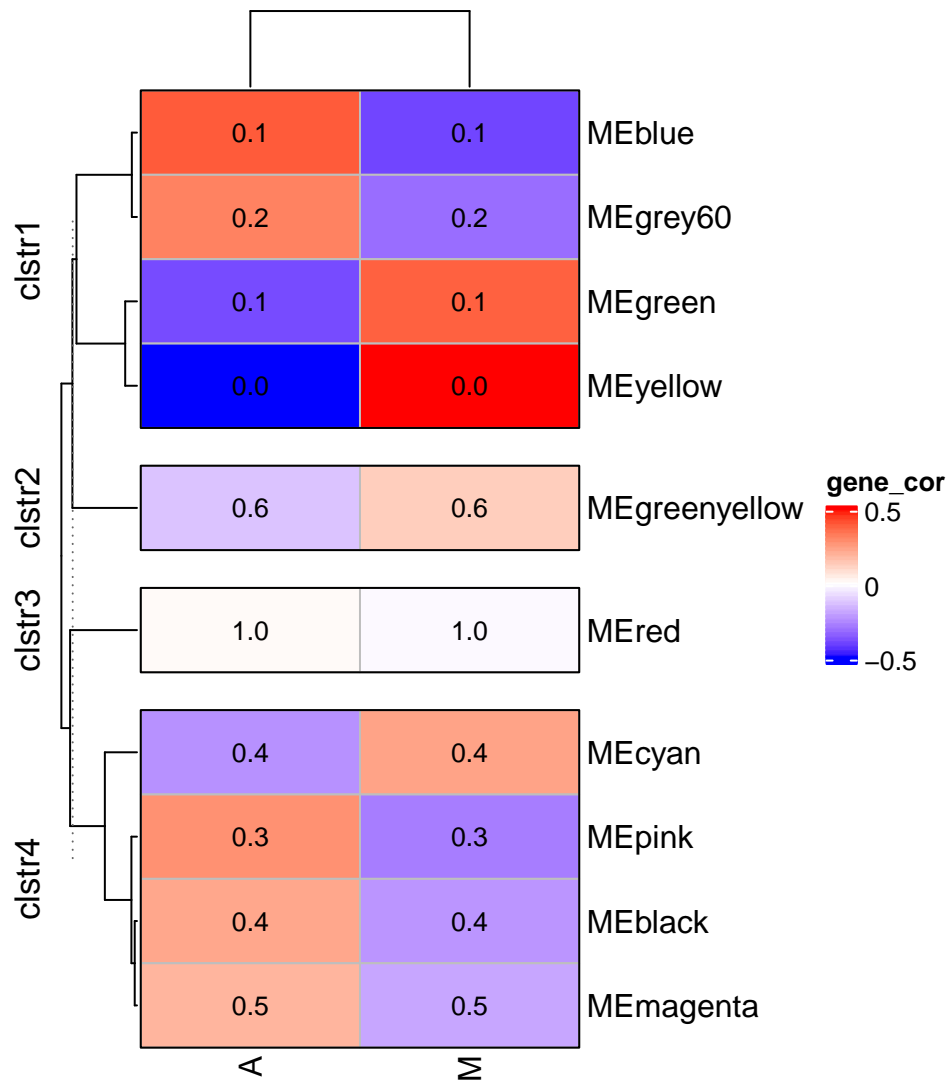 clstr1
0.1 0.1 MEblue
0.2 0.2 MEgrey60
0.1 0.1 MEgreen
0.0 0.0 MEyellow
clstr2
0.6 0.6 MEgreenyellow
clstr3
1.0 1.0 MEred
clstr4
0.4 0.4 MEcyan
0.3 0.3 MEpink
0.4 0.4 MEblack
0.5 0.5 MEmagenta
A M
gene_cor
0.5
0
−0.5